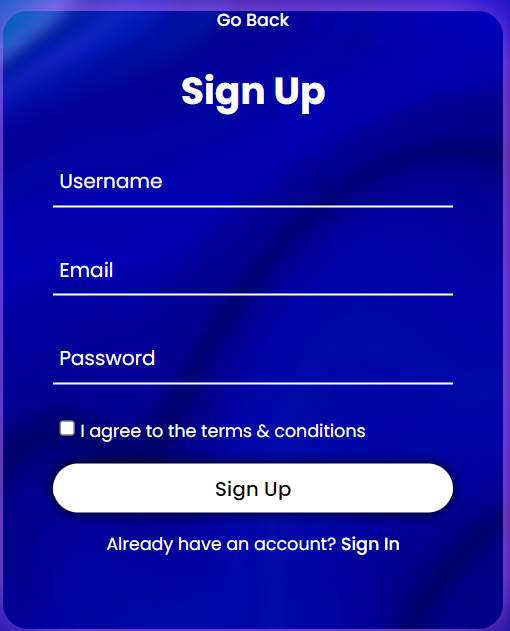 Go Back
Sign Up
Username
Email
Password
I agree to the terms & conditions
Sign Up
Already have an account? Sign In